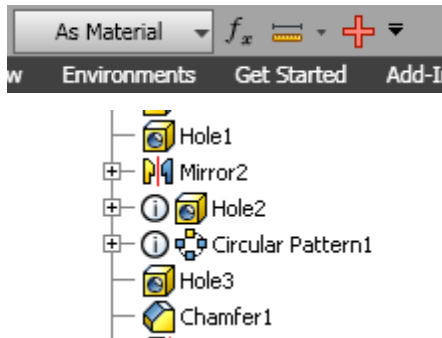 As Material fx
w Environments Get Started Add-I
Hole1
Mirror2
Hole2
Circular Pattern1
Hole3
Chamfer1